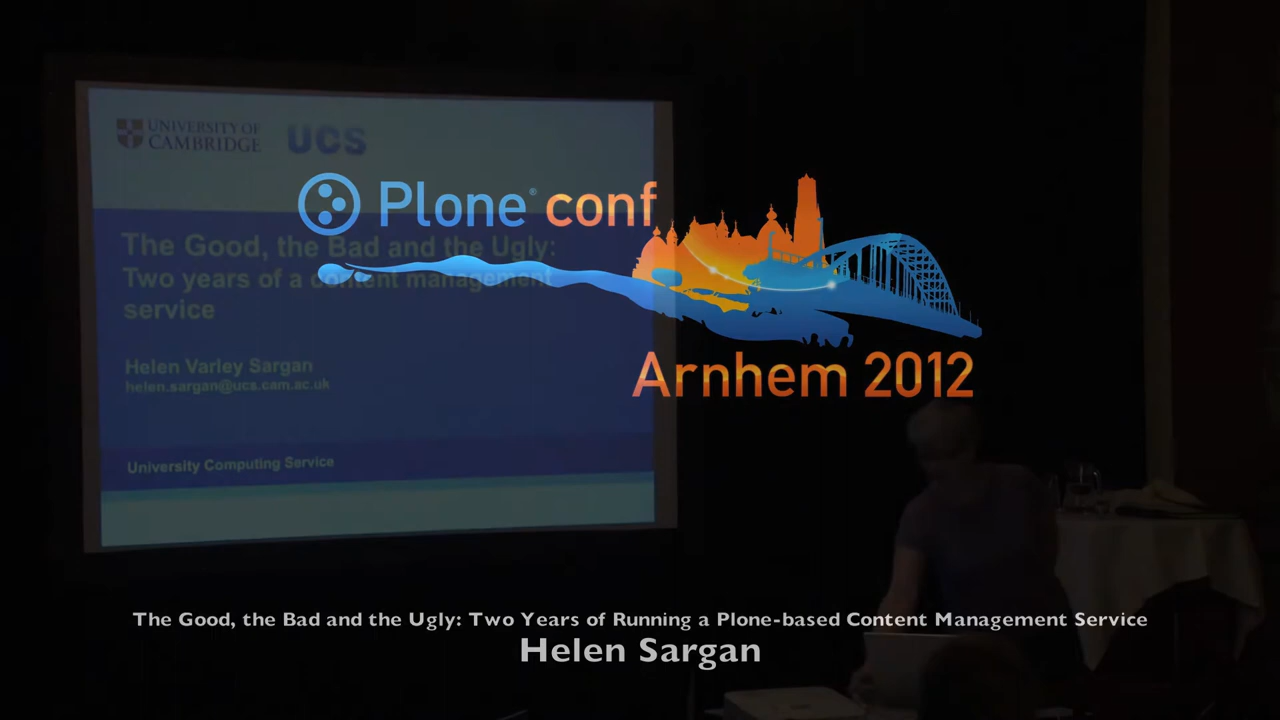 UNIVERSITY OF
CAMBRIDGE
UCS
Plone® conf
The Good, the Bad and the Ugly:
Two years of a content management
service
Arnhem 2012
Helen Varley Sargan
helen.sargan@ucs.cam.ac.uk
University Computing Service
The Good, the Bad and the Ugly: Two Years of Running a Plone-based Content Management Service
Helen Sargan